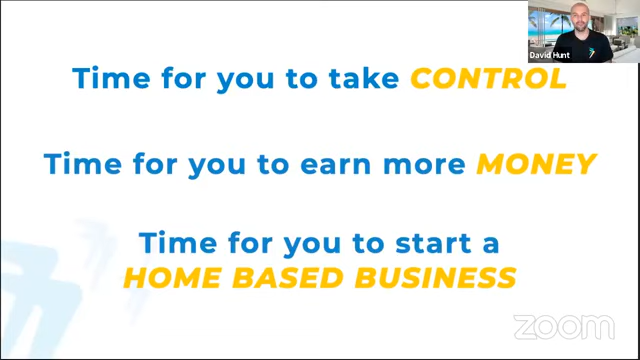 David Hunt
Time for you to take CONTROL
Time for you to earn more MONEY
Time for you to start a
HOME BASED BUSINESS
zoom